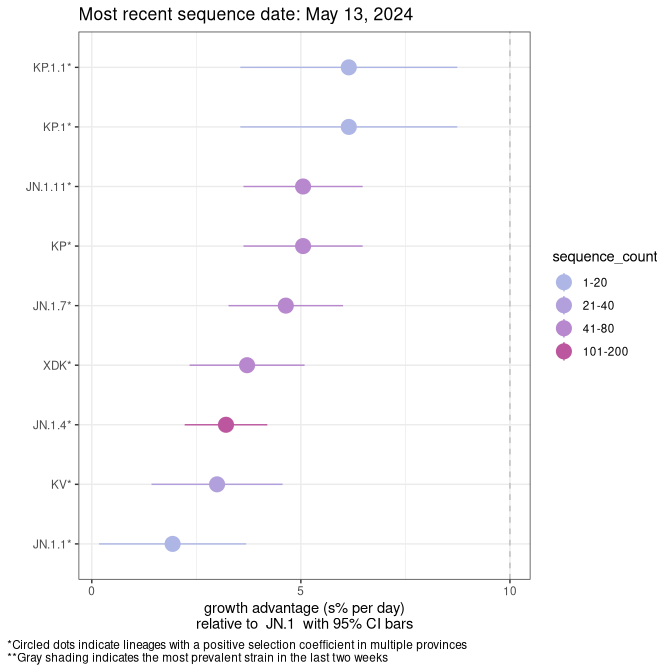 Most recent sequence date: May 13, 2024
KP.1.1*
KP.1*
JN.1.11*
KP*
JN.1.7*
XDK*
JN.1.4*
KV*
JN.1.1*
0 5 10
growth advantage (s% per day)
relative to JN.1 with 95% CI bars
sequence_count
1-20
21-40
41-80
101-200
*Circled dots indicate lineages with a positive selection coefficient in multiple provinces
**Gray shading indicates the most prevalent strain in the last two weeks